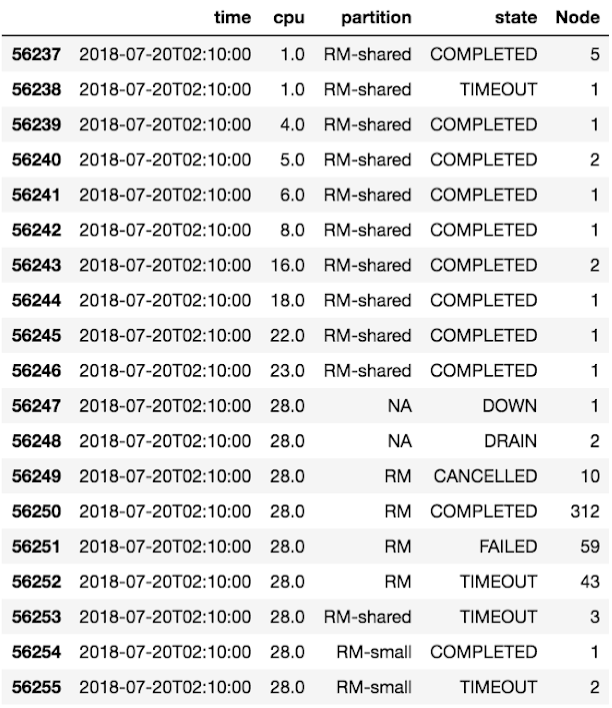 time cpu partition state Node
56237 2018-07-20T02:10:00 1.0 RM-shared COMPLETED 5
56238 2018-07-20T02:10:00 1.0 RM-shared TIMEOUT 1
56239 2018-07-20T02:10:00 4.0 RM-shared COMPLETED 1
56240 2018-07-20T02:10:00 5.0 RM-shared COMPLETED 2
56241 2018-07-20T02:10:00 6.0 RM-shared COMPLETED 1
56242 2018-07-20T02:10:00 8.0 RM-shared COMPLETED 1
56243 2018-07-20T02:10:00 16.0 RM-shared COMPLETED 2
56244 2018-07-20T02:10:00 18.0 RM-shared COMPLETED 1
56245 2018-07-20T02:10:00 22.0 RM-shared COMPLETED 1
56246 2018-07-20T02:10:00 23.0 RM-shared COMPLETED 1
56247 2018-07-20T02:10:00 28.0 NA DOWN 1
56248 2018-07-20T02:10:00 28.0 NA DRAIN 2
56249 2018-07-20T02:10:00 28.0 RM CANCELLED 10
56250 2018-07-20T02:10:00 28.0 RM COMPLETED 312
56251 2018-07-20T02:10:00 28.0 RM FAILED 59
56252 2018-07-20T02:10:00 28.0 RM TIMEOUT 43
56253 2018-07-20T02:10:00 28.0 RM-shared TIMEOUT 3
56254 2018-07-20T02:10:00 28.0 RM-small COMPLETED 1
56255 2018-07-20T02:10:00 28.0 RM-small TIMEOUT 2